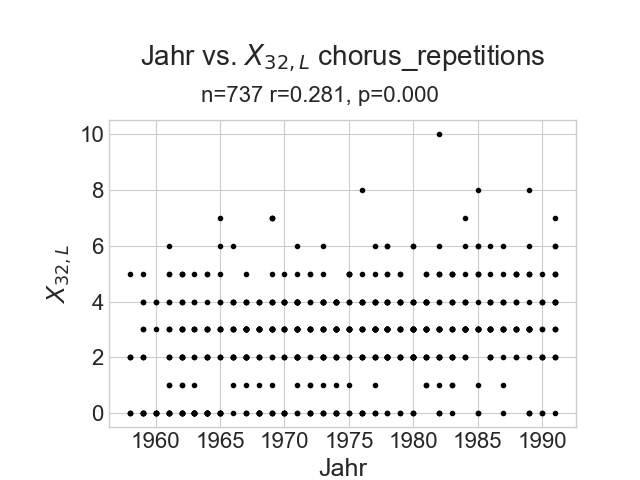 Jahr vs. X32, L chorus_repetitions
n=737 r=0.281, p=0.000
10
8
6
4
2
0
X32, L
1960 1965 1970 1975 1980 1985 1990
Jahr